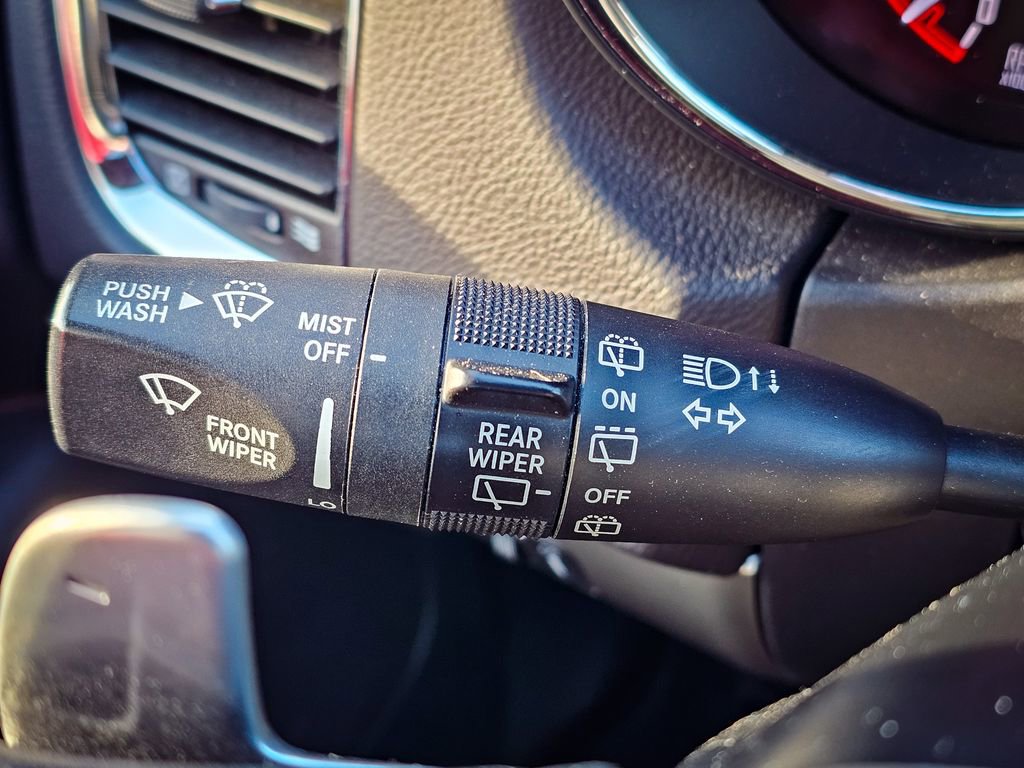 PUSH
WASH
MIST
OFF
FRONT
WIPER
LO
REAR
WIPER
ON
OFF